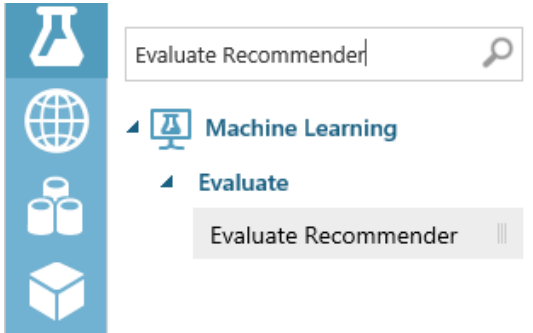 Evaluate Recommender
Machine Learning
Evaluate
Evaluate Recommender